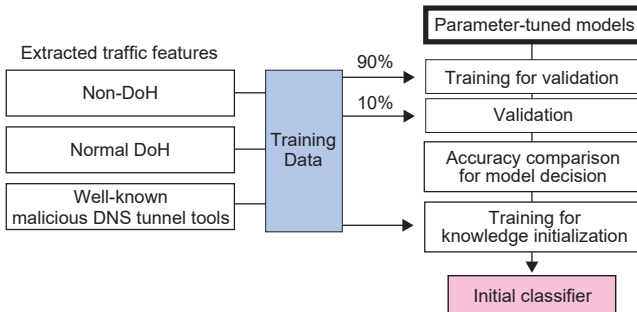 Parameter-tuned models
Extracted traffic features
90%
Non-DoH
Training for validation
10%
Validation
Normal DoH
Training
Data
Accuracy comparison
for model decision
Well-known
malicious DNS tunnel tools
Training for
knowledge initialization
Initial classifier